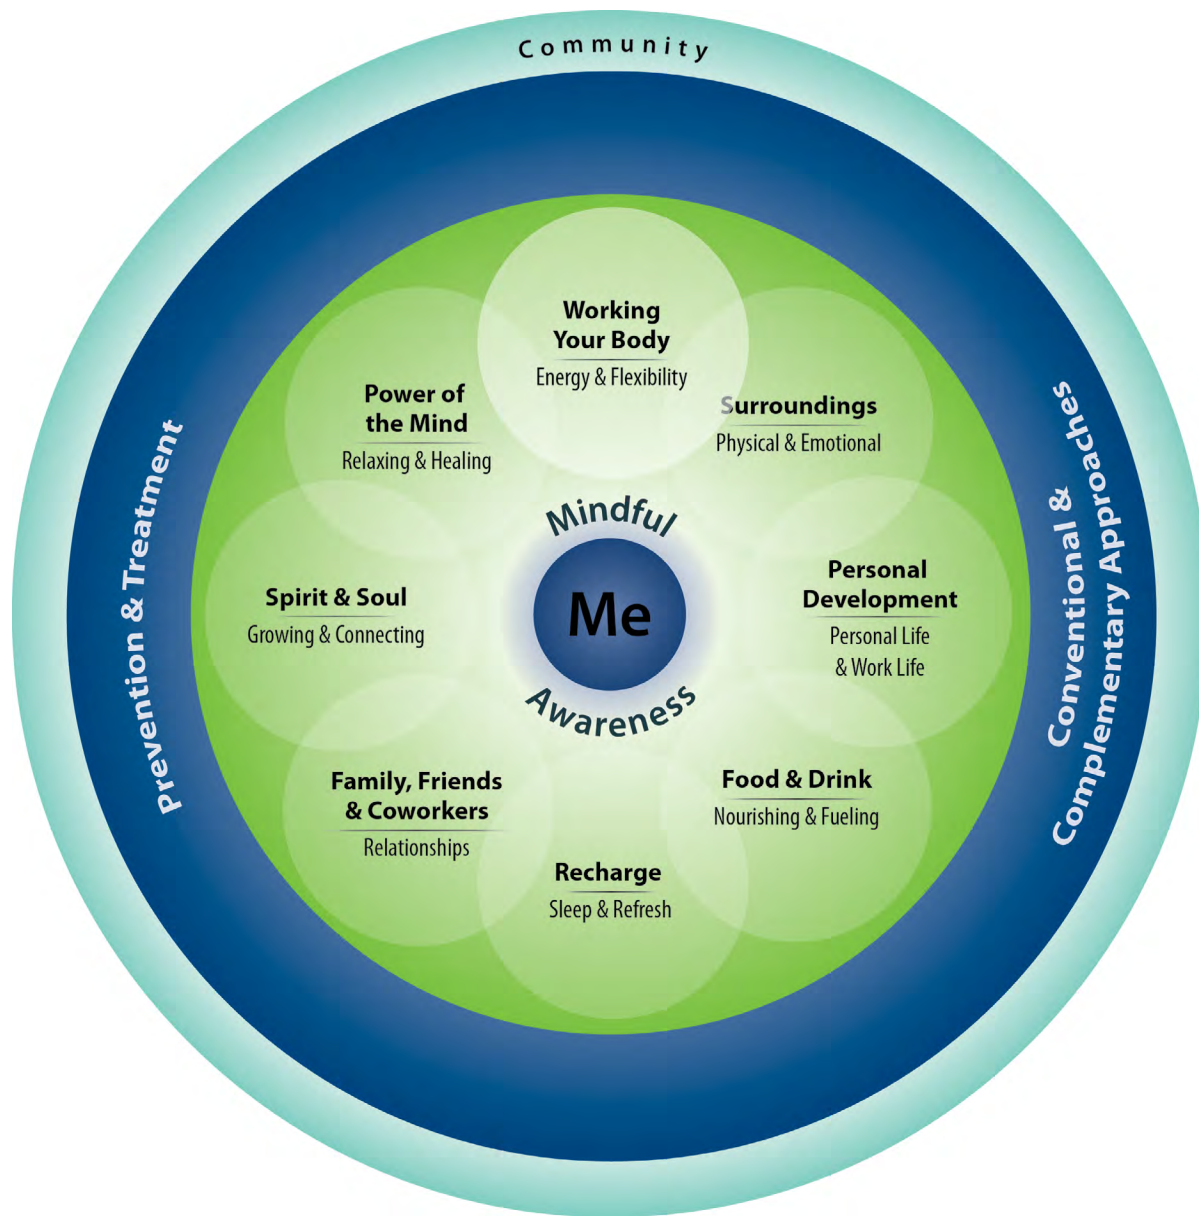 Community
Working
Your Body
Energy & Flexibility
Surroundings
Physical & Emotional
Personal
Development
Personal Life
& Work Life
Food & Drink
Nourishing & Fueling
Recharge
Sleep & Refresh
Family, Friends
& Coworkers
Relationships
Spirit & Soul
Growing & Connecting
Power of
the Mind
Relaxing & Healing
Mindful
Me
Awareness
Prevention & Treatment
Conventional &
Complementary Approaches